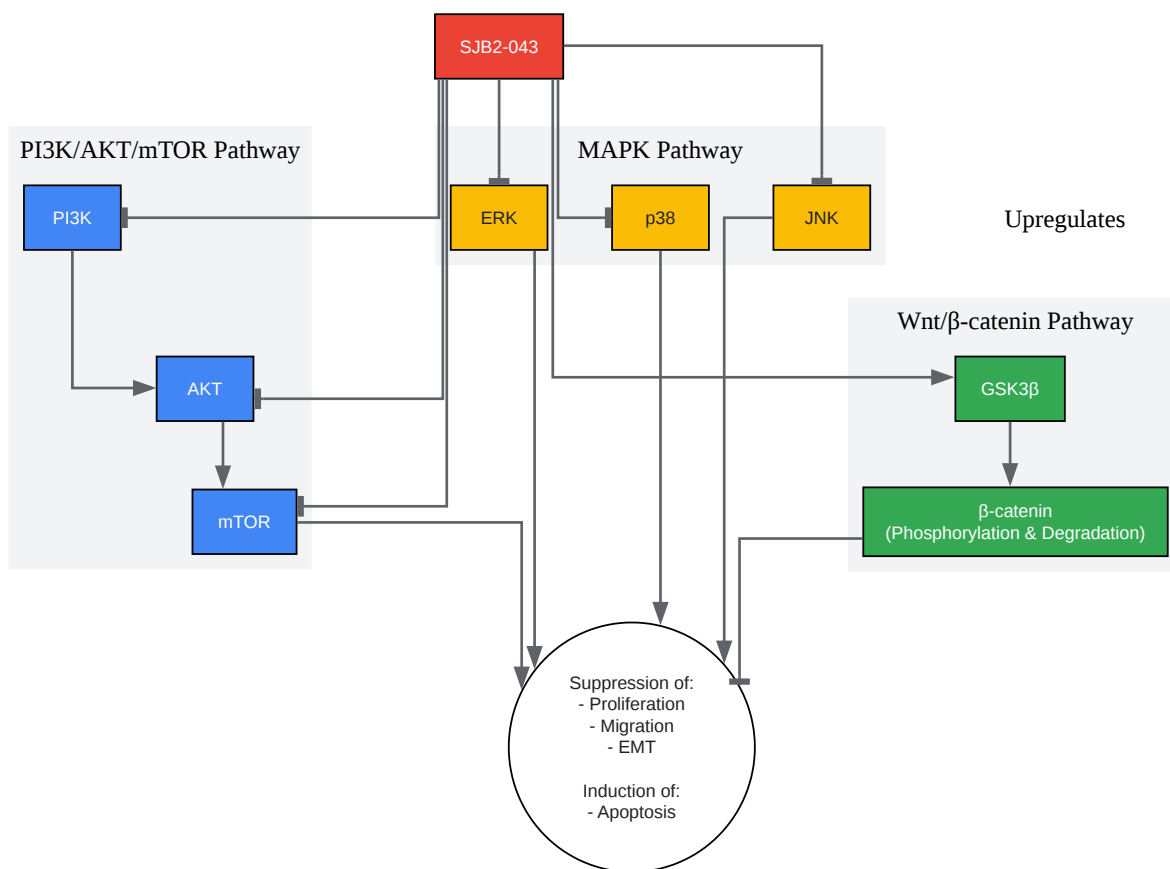 SJB2-043
PI3K/AKT/mTOR Pathway
MAPK Pathway
PI3K
ERK
p38
JNK
Upregulates
Wnt/β-catenin Pathway
AKT
GSK3β
mTOR
β-catenin
(Phosphorylation & Degradation)
Suppression of:
- Proliferation
- Migration
- EMT
Induction of:
- Apoptosis